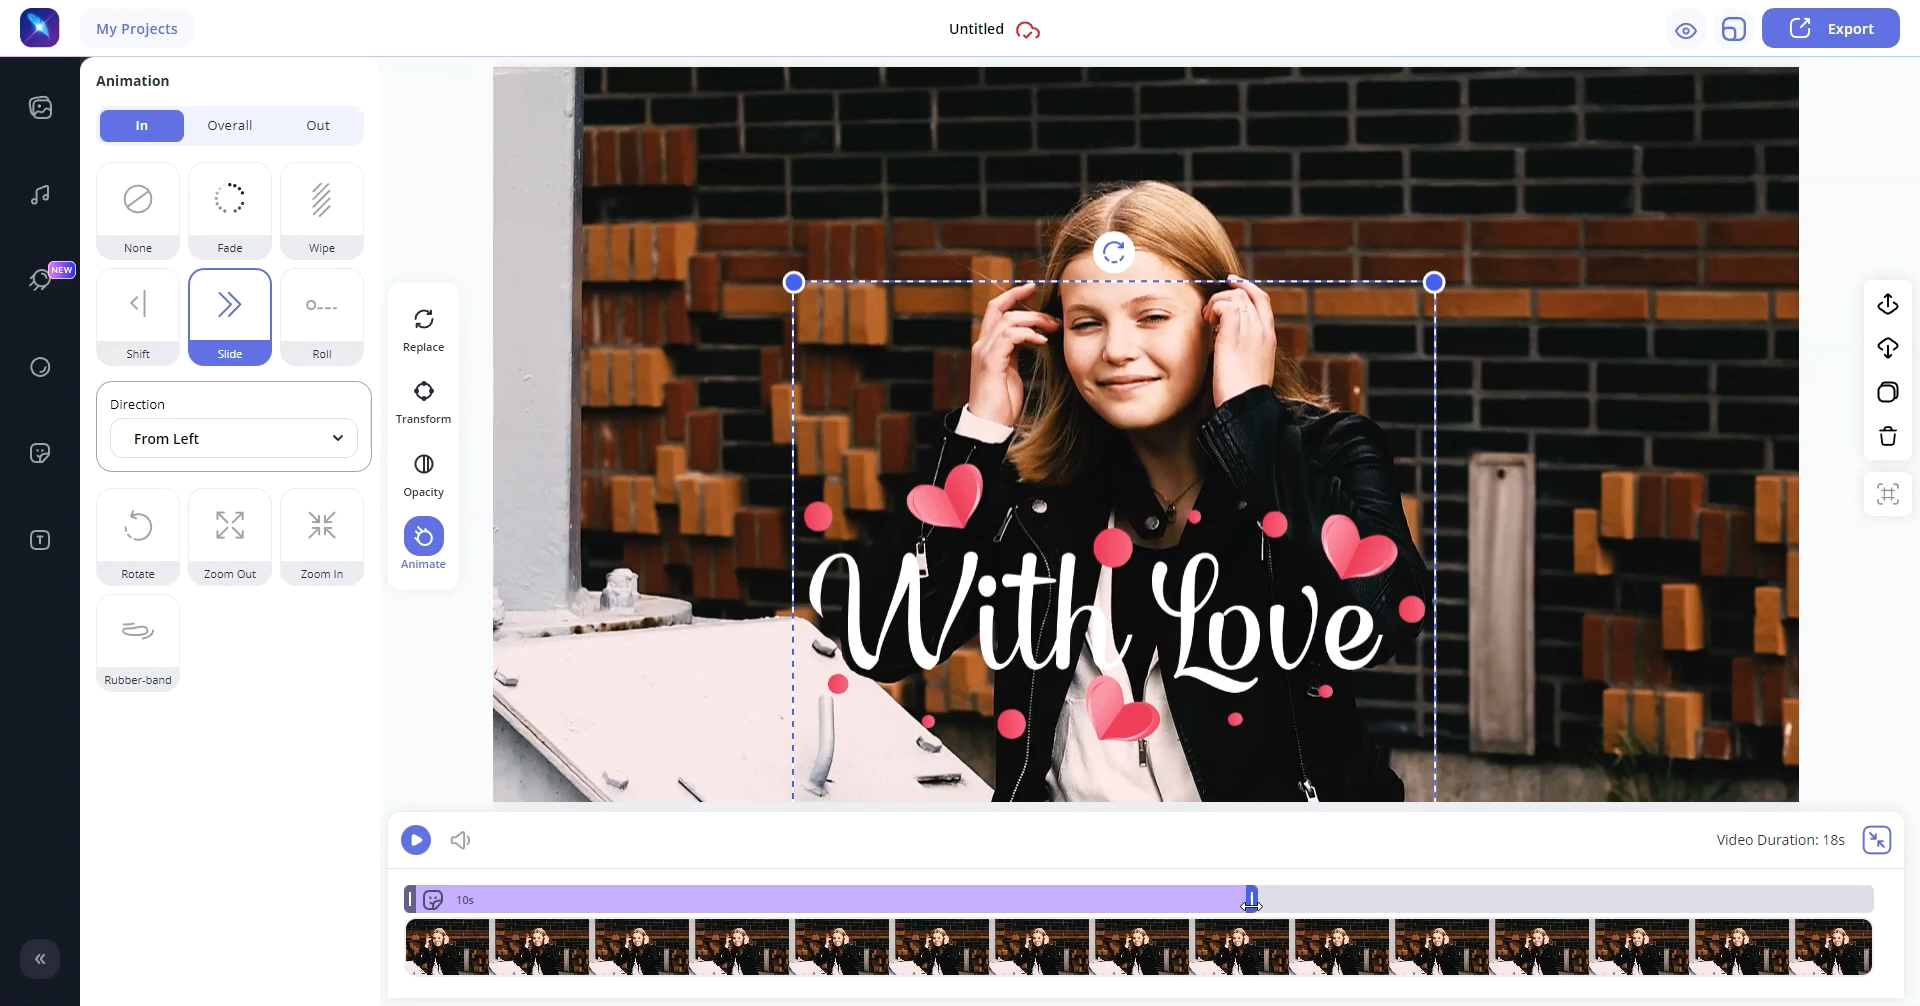 My Projects
Untitled
Export
Animation
In
Overall
Out
None
Fade
Wipe
NEW
Shift
Slide
Roll
Direction
From Left
Rotate
Zoom Out
Zoom In
Rubber-band
Replace
Transform
Opacity
Animate
With Love
Video Duration: 18s
10s